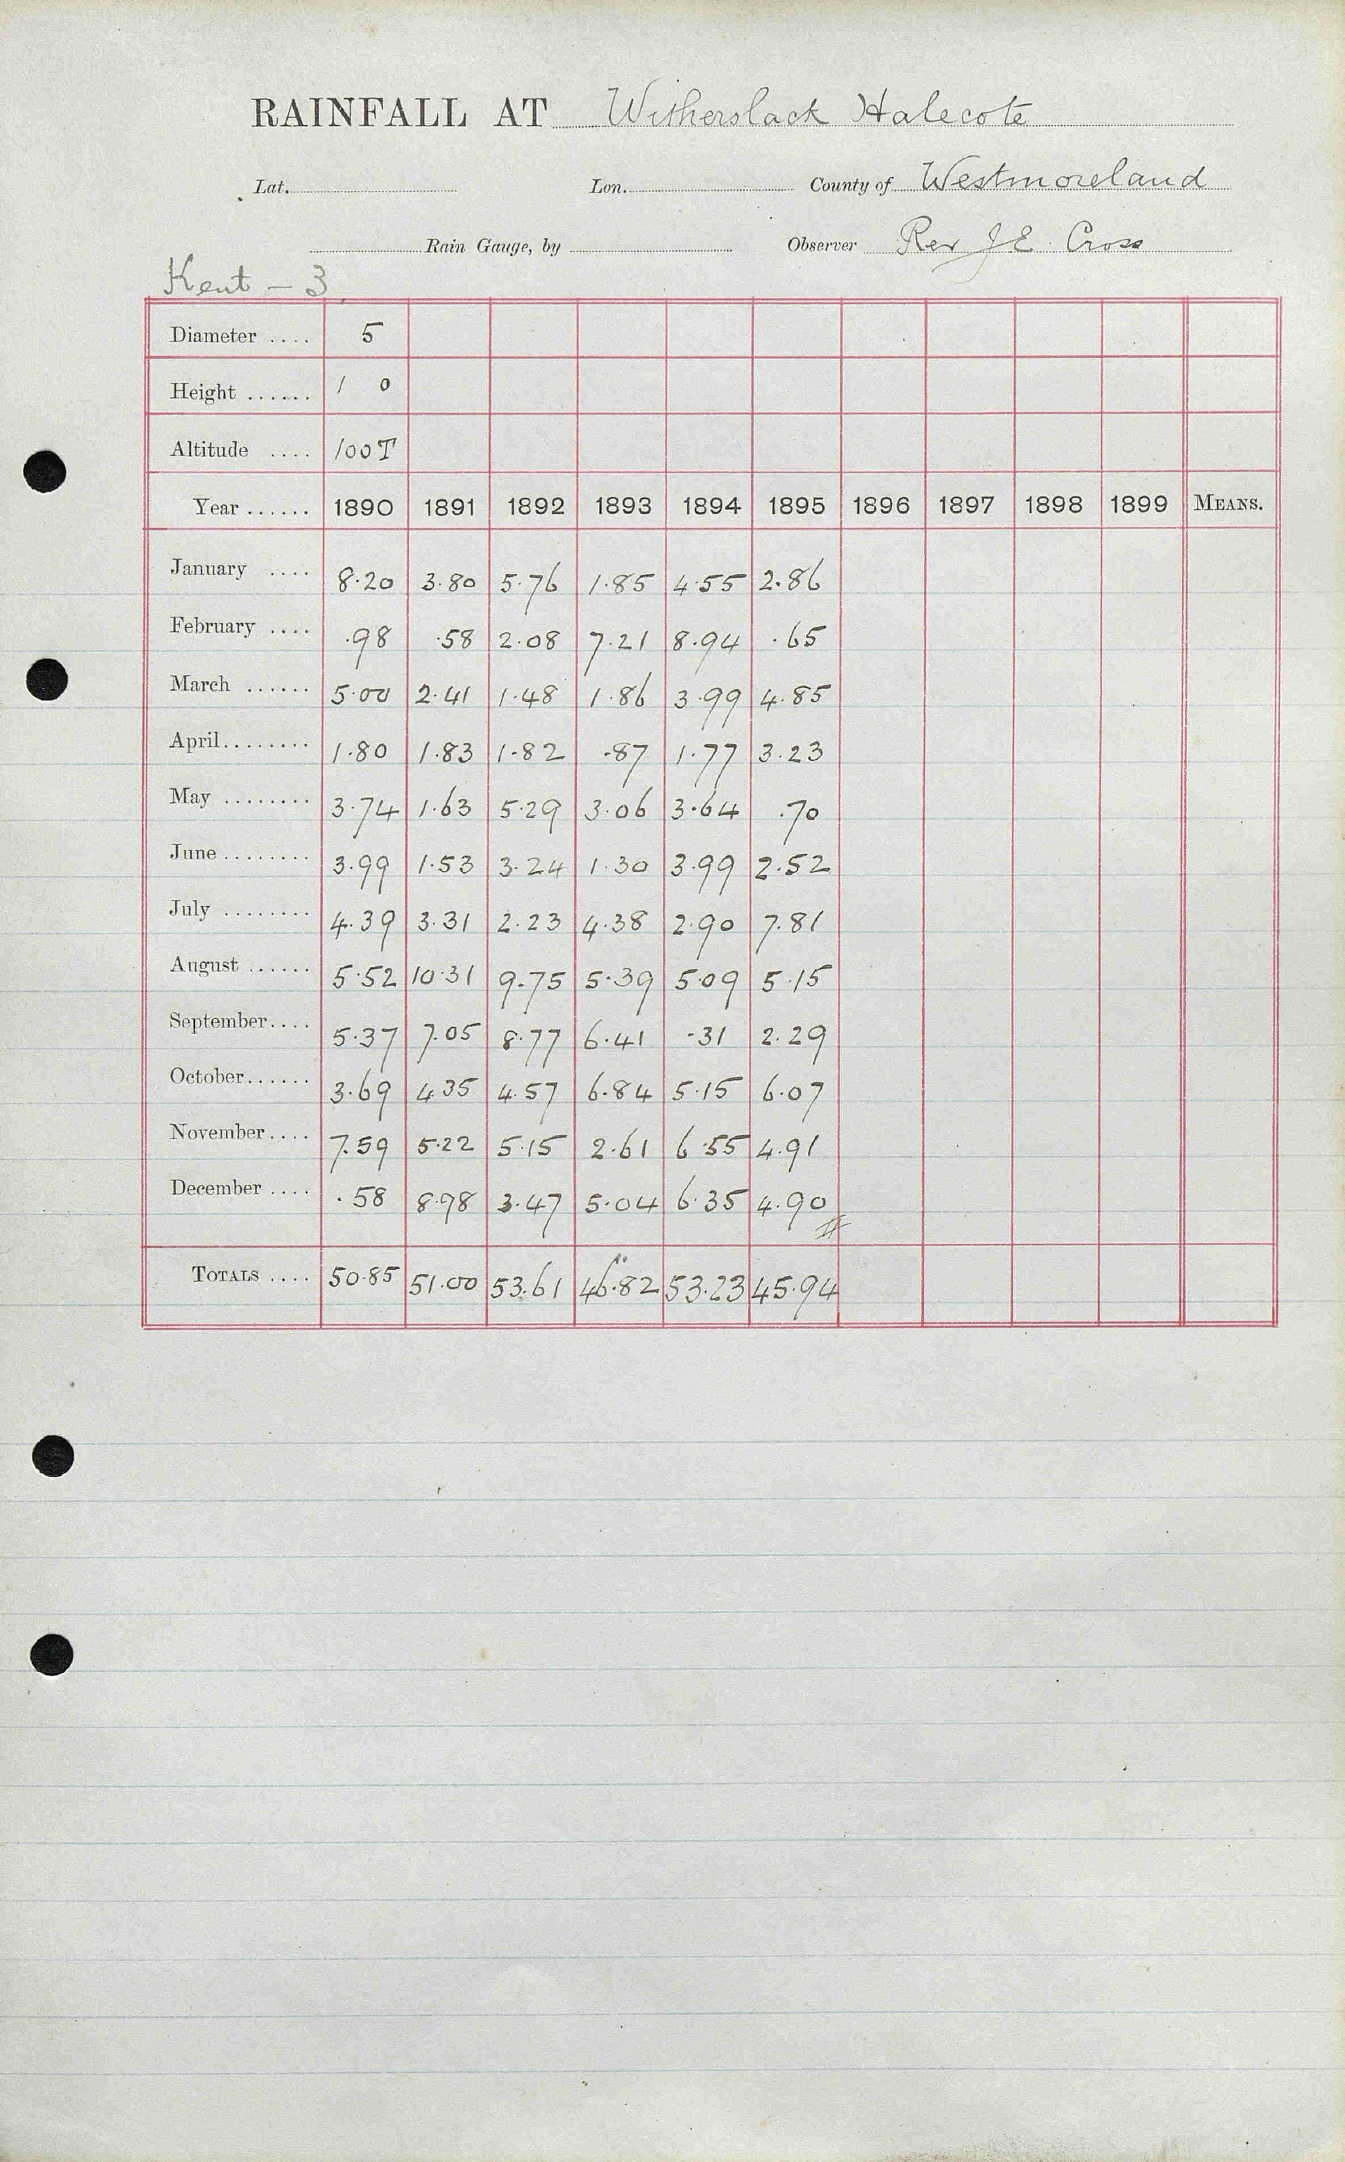 RAINFALL AT Witherslack Halecote
Lat. Lon. County of Westmoreland
Rain Gauge, by Observer Rev J E Cross
Kent - 3
Diameter .... 5
Height ...... 1 0
Altitude .... 100T
Year ...... 1890 1891 1892 1893 1894 1895 1896 1897 1898 1899 MEANS.
January .... 8.20 3.80 5.76 1.85 4.55 2.86
February .... .98 .58 2.08 7.21 8.94 .65
March ...... 5.00 2.41 1.48 1.86 3.99 4.85
April........ 1.80 1.83 1.82 .87 1.77 3.23
May ........ 3.74 1.63 5.29 3.06 3.64 .70
June ........ 3.99 1.53 3.24 1.30 3.99 2.52
July ........ 4.39 3.31 2.23 4.38 2.90 7.81
August ...... 5.52 10.31 9.75 5.39 5.09 5.15
September.... 5.37 7.05 8.77 6.41 .31 2.29
October...... 3.69 4.35 4.57 6.84 5.15 6.07
November.... 7.59 5.22 5.15 2.61 6.55 4.91
December .... .58 8.98 3.47 5.04 6.35 4.90
TOTALS .... 50.85 51.00 53.61 46.82 53.23 45.94